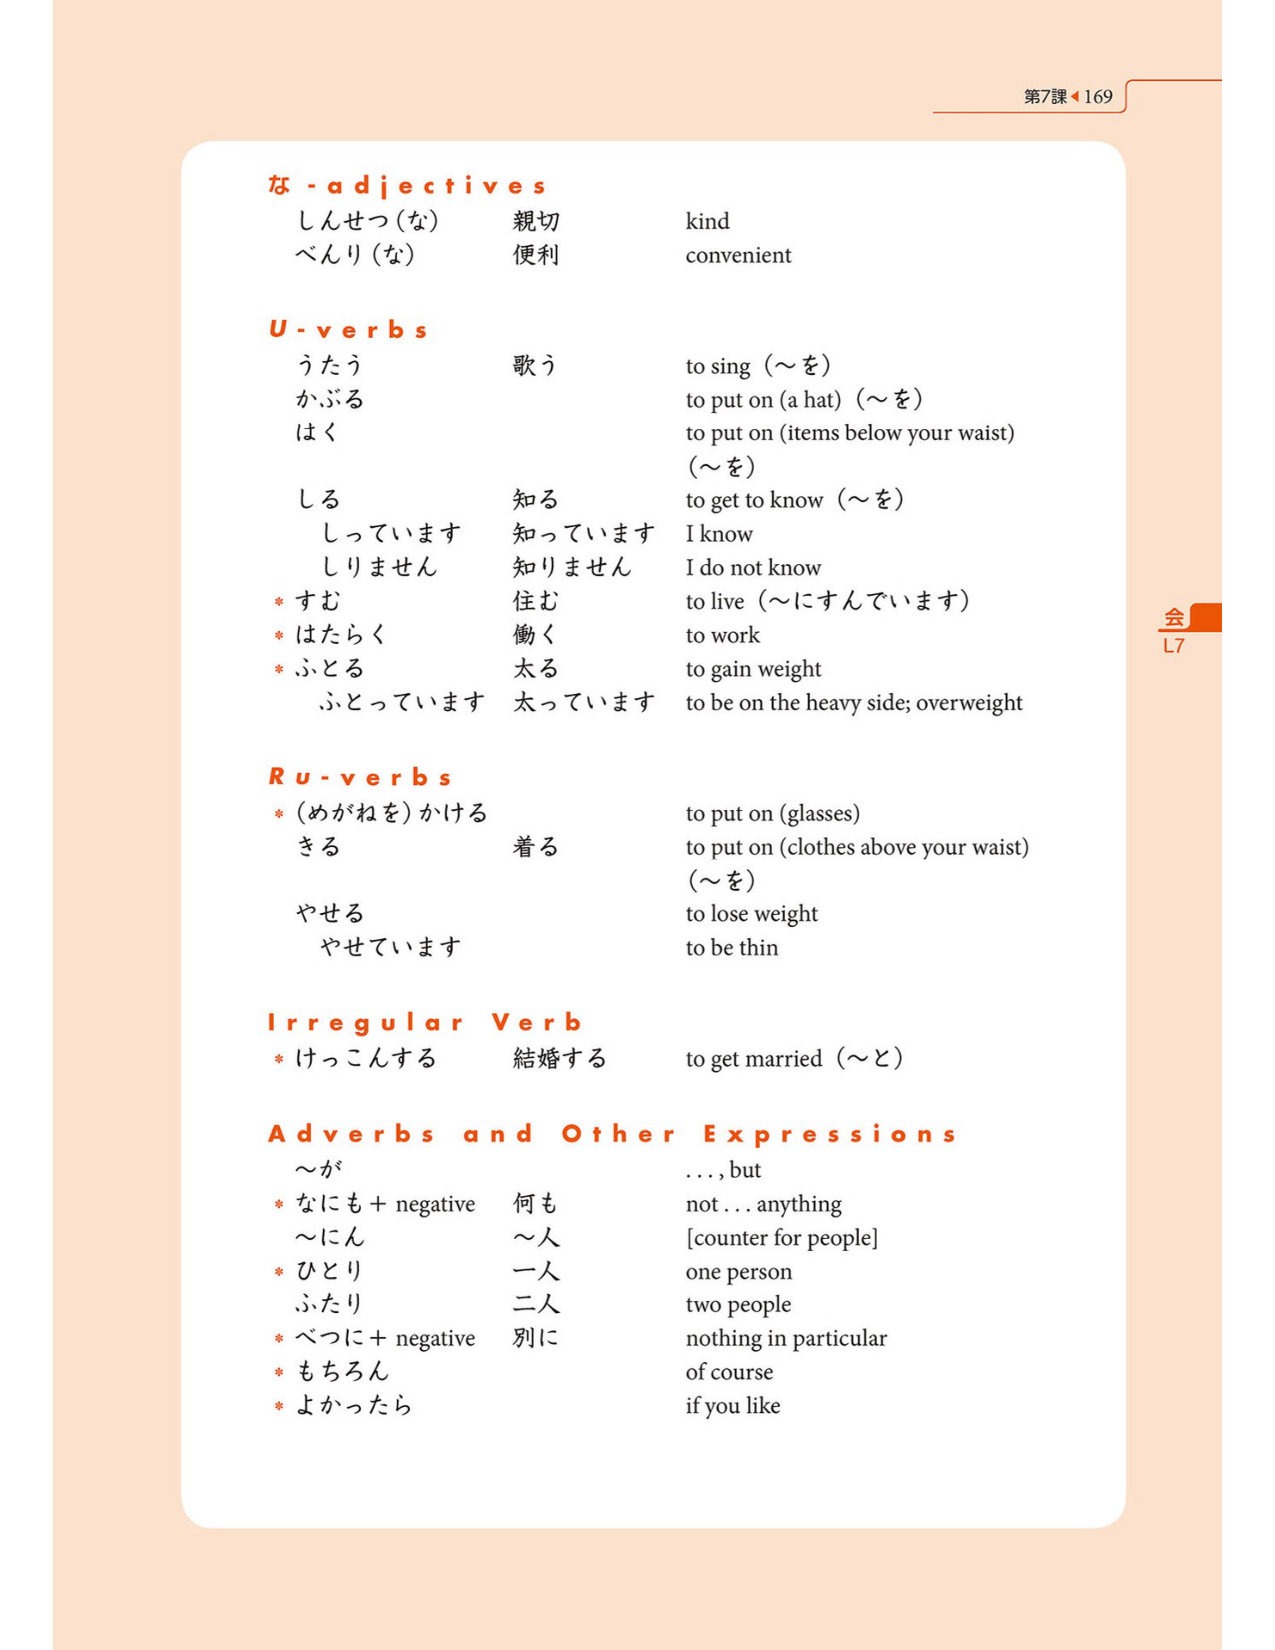 第7課 ◀ 169
な-adjectives
しんせつ(な) 親切 kind
べんり(な) 便利 convenient
U-verbs
うたう 歌う to sing (～を)
かぶる to put on (a hat) (～を)
はく to put on (items below your waist)
(～を)
しる 知る to get to know (～を)
しっています 知っています I know
しりません 知りません I do not know
* すむ 住む to live (～にすんでいます)
* はたらく 働く to work
* ふとる 太る to gain weight
ふとっています 太っています to be on the heavy side; overweight
会
L7
Ru-verbs
* (めがねを)かける to put on (glasses)
きる 着る to put on (clothes above your waist)
(～を)
やせる to lose weight
やせています to be thin
Irregular Verb
* けっこんする 結婚する to get married (～と)
Adverbs and Other Expressions
～が . . . , but
* なにも + negative 何も not . . . anything
～にん ～人 [counter for people]
* ひとり 一人 one person
ふたり 二人 two people
* べつに + negative 別に nothing in particular
* もちろん of course
* よかったら if you like